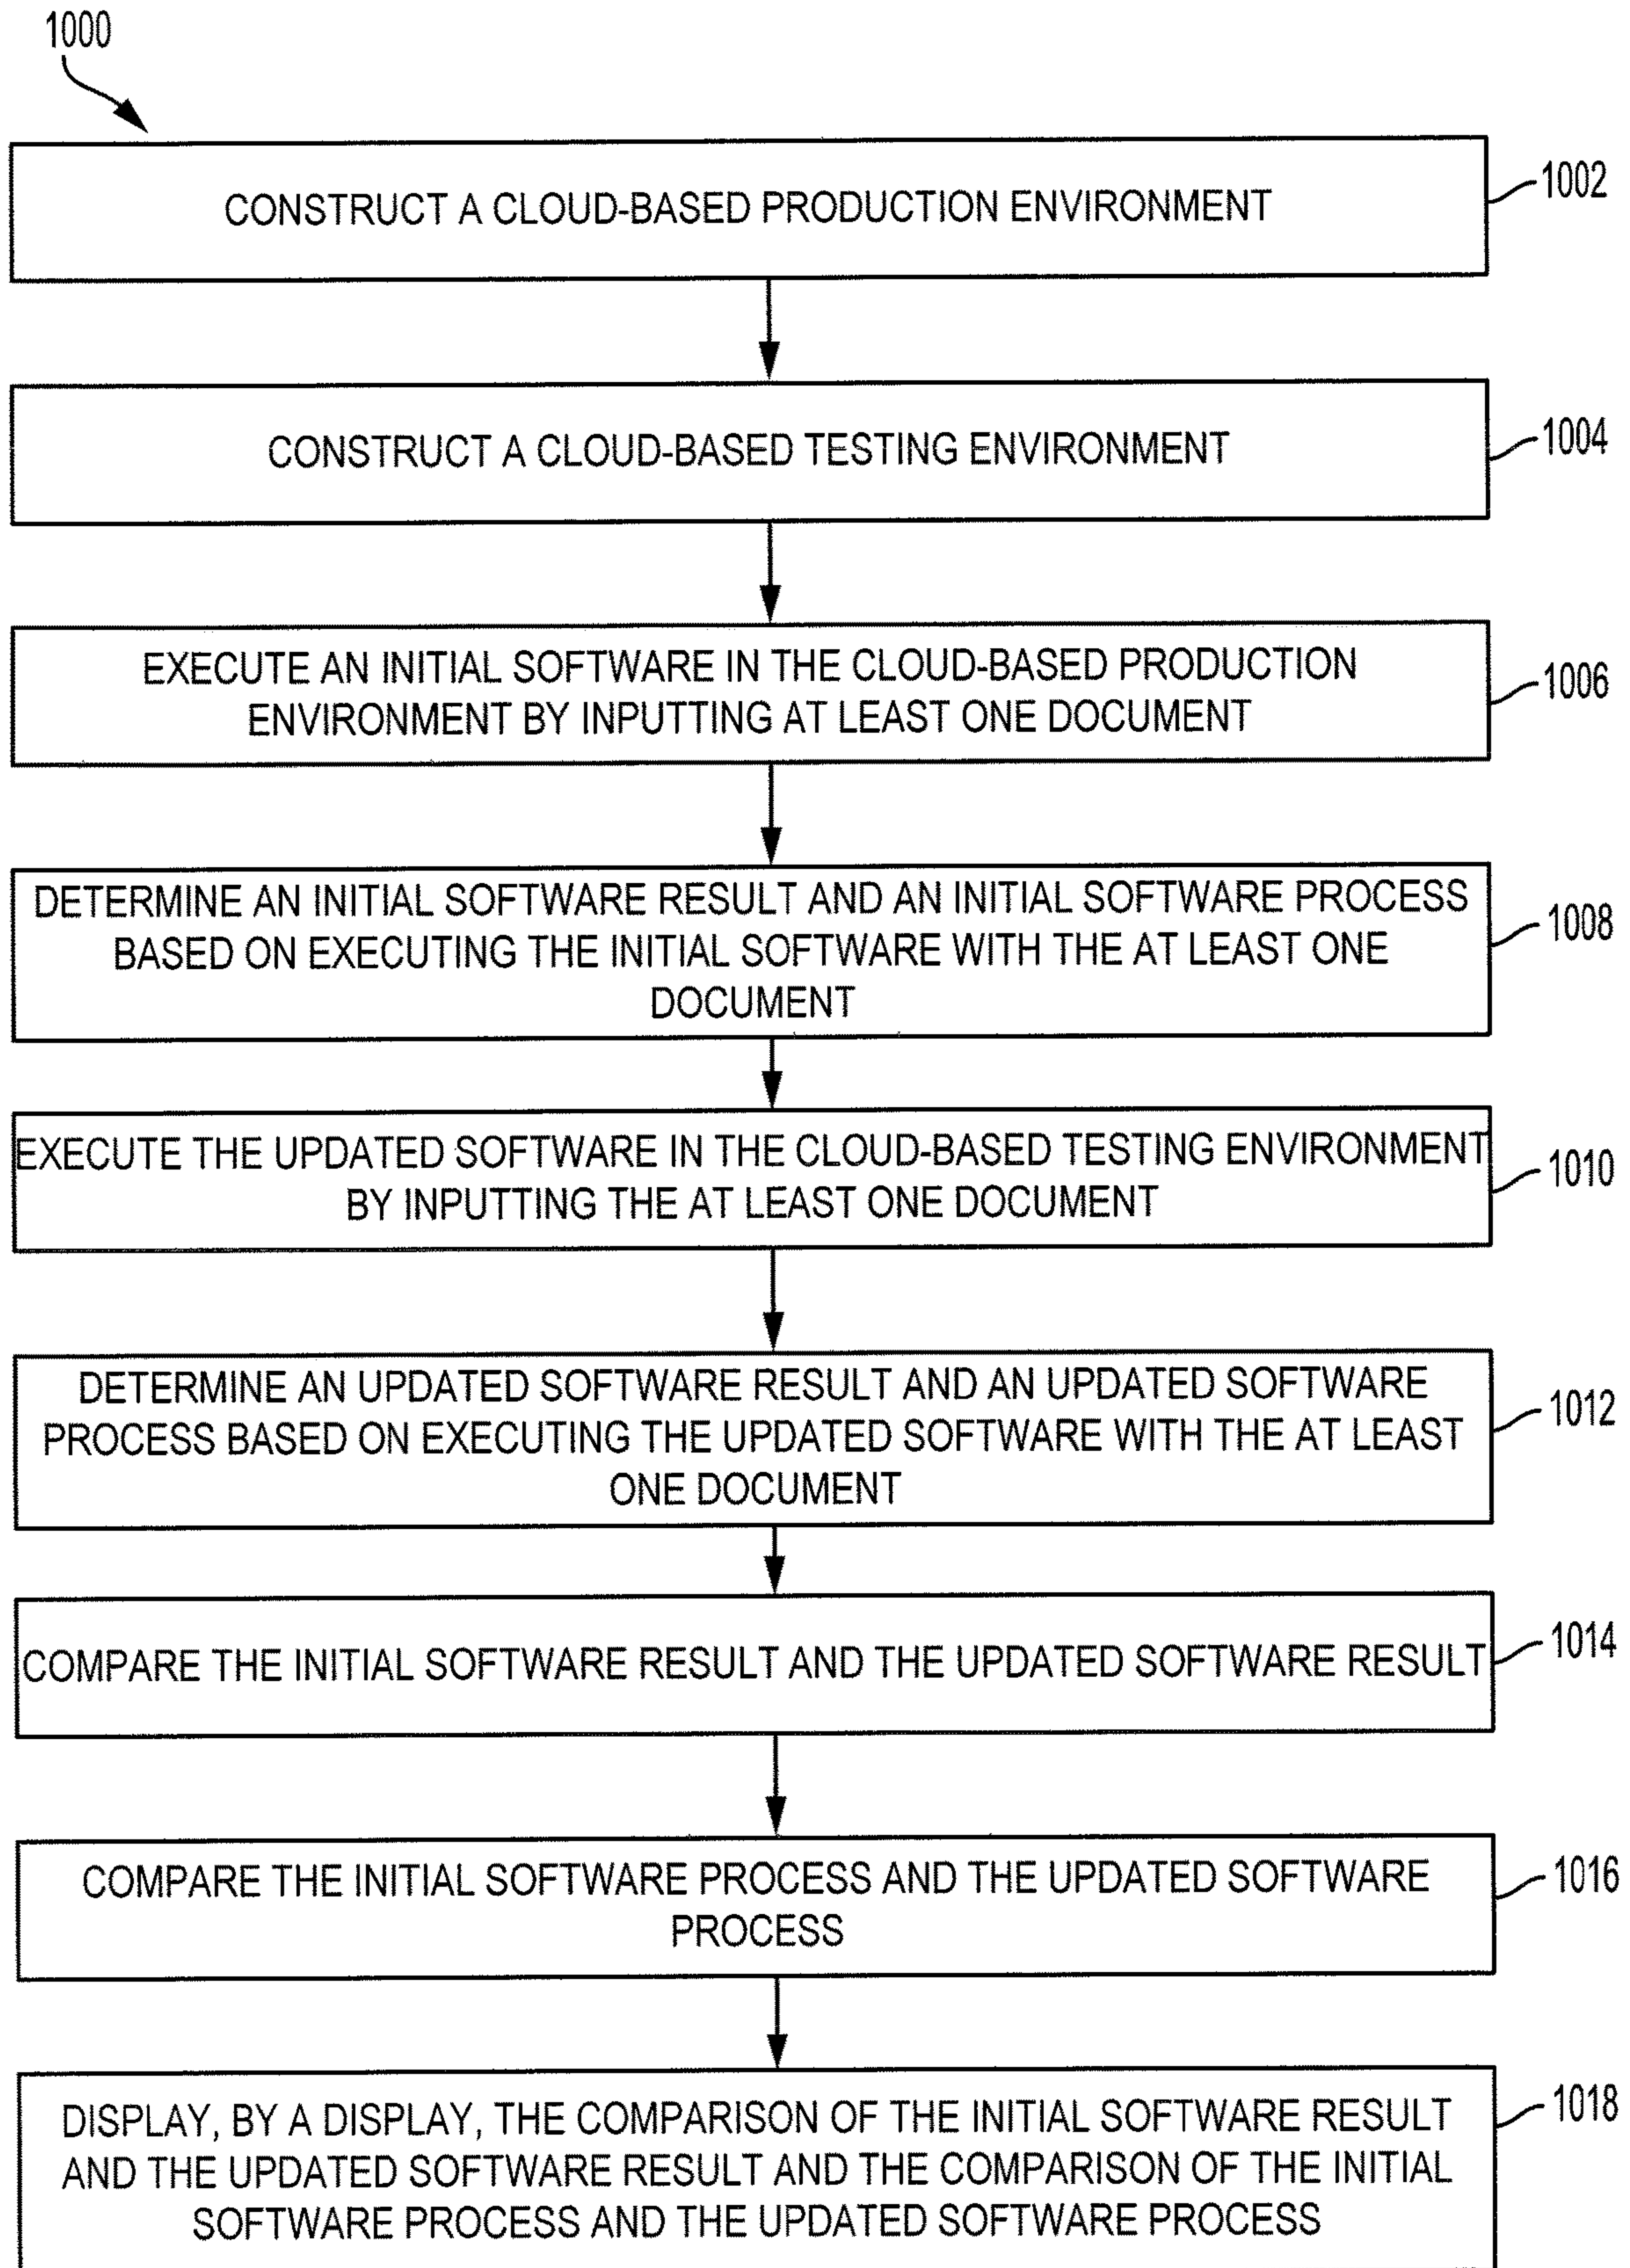 1000
CONSTRUCT A CLOUD-BASED PRODUCTION ENVIRONMENT
1002
CONSTRUCT A CLOUD-BASED TESTING ENVIRONMENT
1004
EXECUTE AN INITIAL SOFTWARE IN THE CLOUD-BASED PRODUCTION
ENVIRONMENT BY INPUTTING AT LEAST ONE DOCUMENT
1006
DETERMINE AN INITIAL SOFTWARE RESULT AND AN INITIAL SOFTWARE PROCESS
BASED ON EXECUTING THE INITIAL SOFTWARE WITH THE AT LEAST ONE
DOCUMENT
1008
EXECUTE THE UPDATED SOFTWARE IN THE CLOUD-BASED TESTING ENVIRONMENT
BY INPUTTING THE AT LEAST ONE DOCUMENT
1010
DETERMINE AN UPDATED SOFTWARE RESULT AND AN UPDATED SOFTWARE
PROCESS BASED ON EXECUTING THE UPDATED SOFTWARE WITH THE AT LEAST
ONE DOCUMENT
1012
COMPARE THE INITIAL SOFTWARE RESULT AND THE UPDATED SOFTWARE RESULT
1014
COMPARE THE INITIAL SOFTWARE PROCESS AND THE UPDATED SOFTWARE
PROCESS
1016
DISPLAY, BY A DISPLAY, THE COMPARISON OF THE INITIAL SOFTWARE RESULT
AND THE UPDATED SOFTWARE RESULT AND THE COMPARISON OF THE INITIAL
SOFTWARE PROCESS AND THE UPDATED SOFTWARE PROCESS
1018